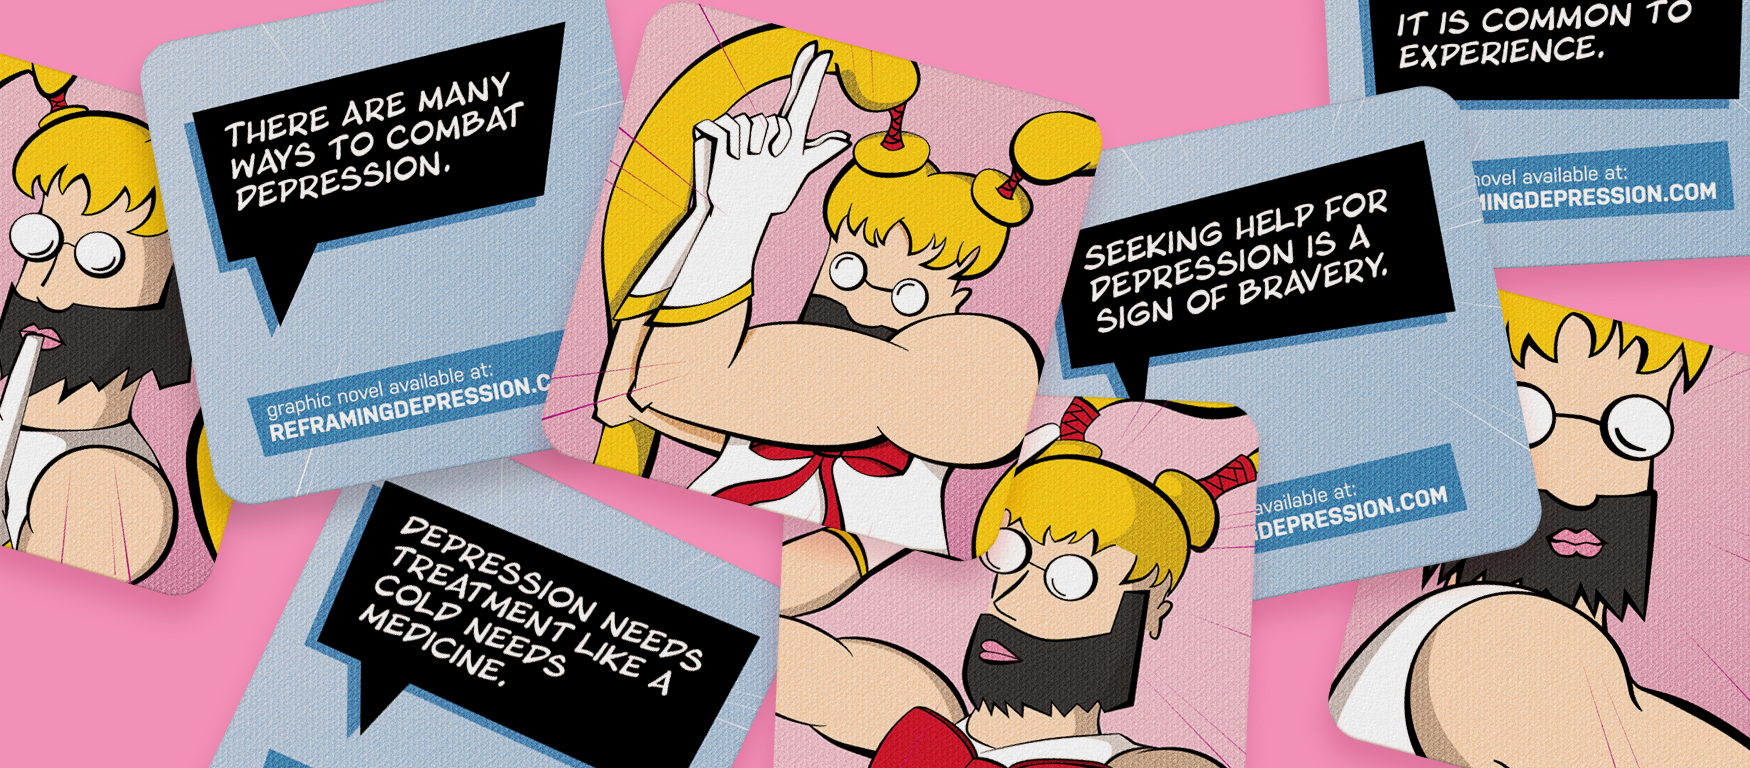 THERE ARE MANY
WAYS TO COMBAT
DEPRESSION.
graphic novel available at:
REFRAMINGDEPRESSION.C
DEPRESSION NEEDS
TREATMENT LIKE A
COLD NEEDS
MEDICINE.
SEEKING HELP FOR
DEPRESSION IS A
SIGN OF BRAVERY.
available at:
DEPRESSION.COM
IT IS COMMON TO
EXPERIENCE.
novel available at:
MINGDEPRESSION.COM